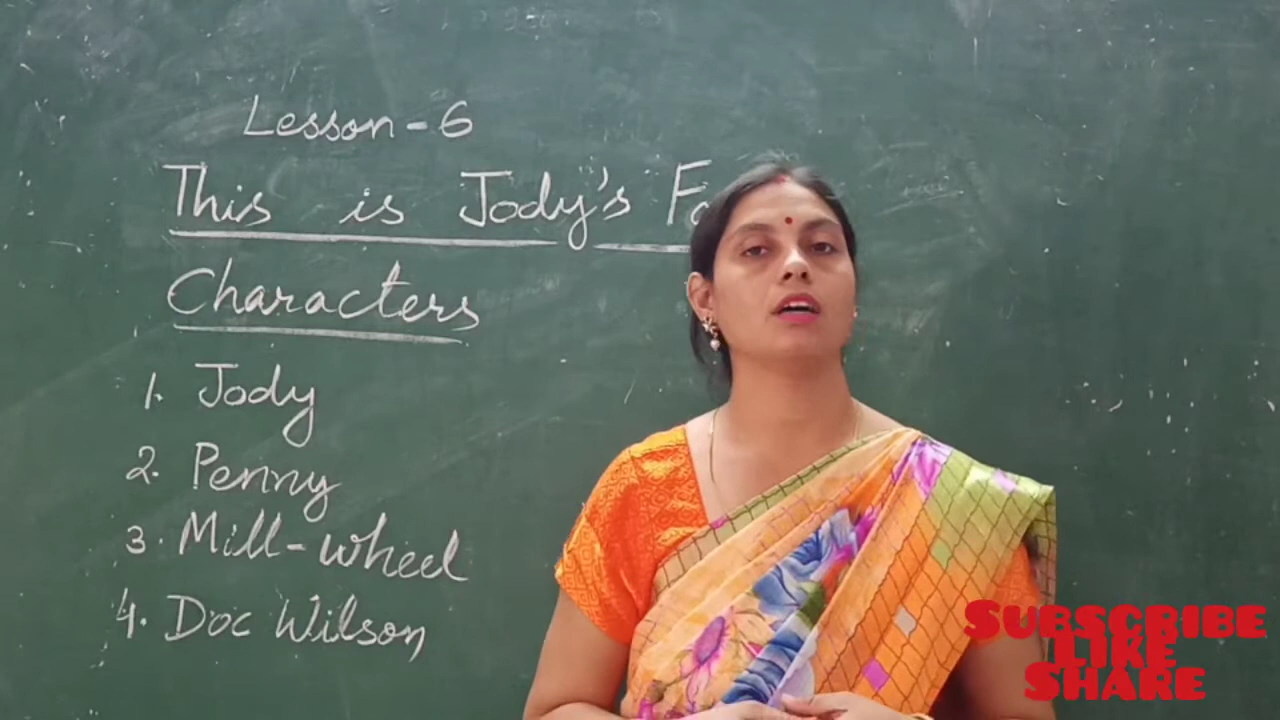 Lesson-6
This is Jody's
Characters
1. Jody
2. Penny
3. Mill-wheel
4. Doc Wilson
SUBSCRIBE
LIKE
SHARE